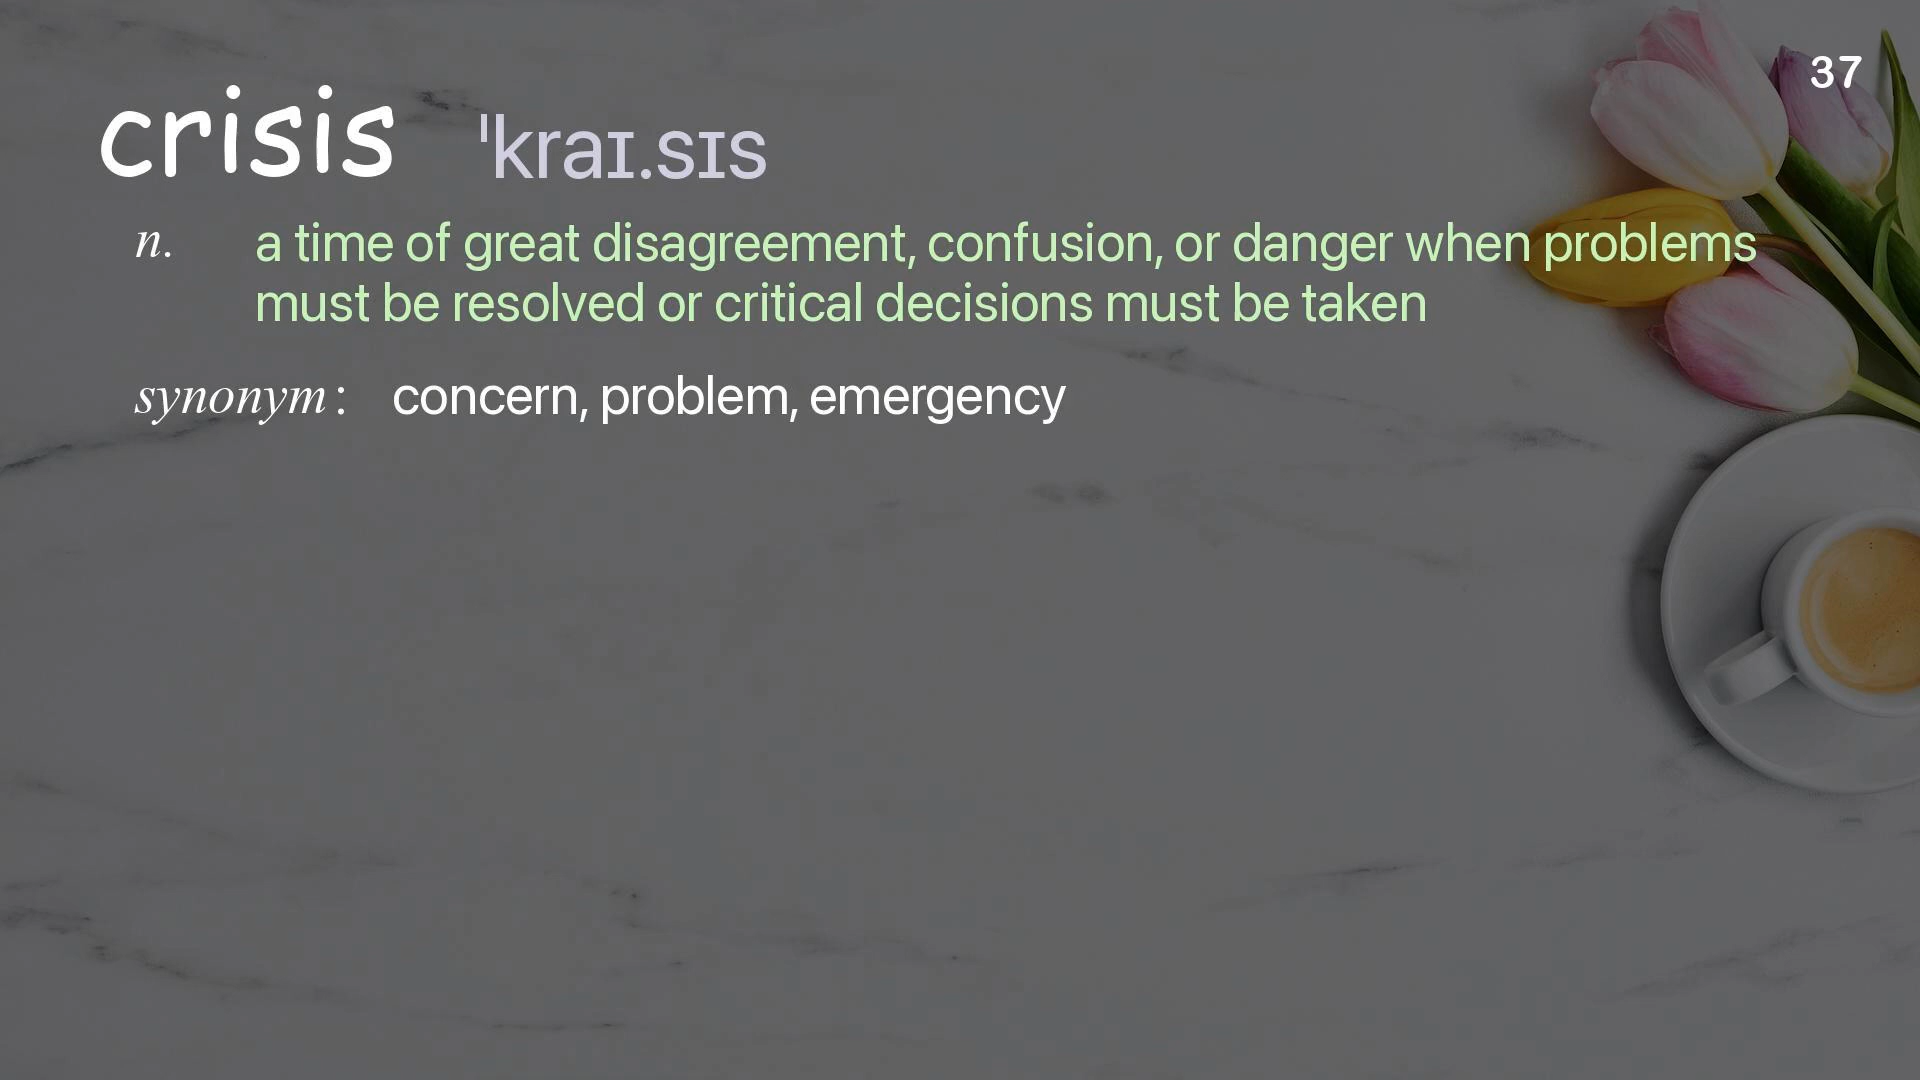 37
crisis ˈkraɪ.sɪs
n. a time of great disagreement, confusion, or danger when problems
must be resolved or critical decisions must be taken
synonym : concern, problem, emergency